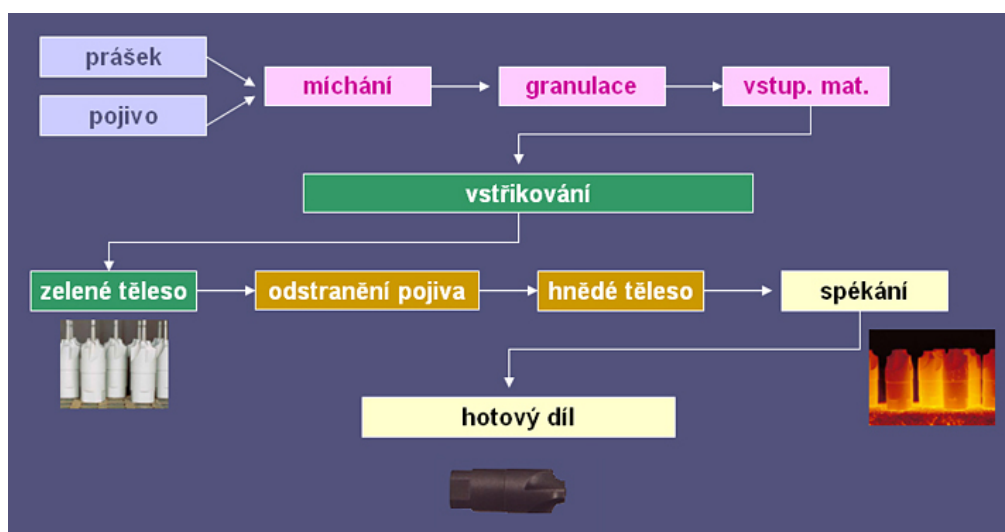 prášek
pojivo
míchání
granulace
vstup. mat.
vstřikování
zelené těleso
odstranění pojiva
hnědé těleso
spékání
hotový díl